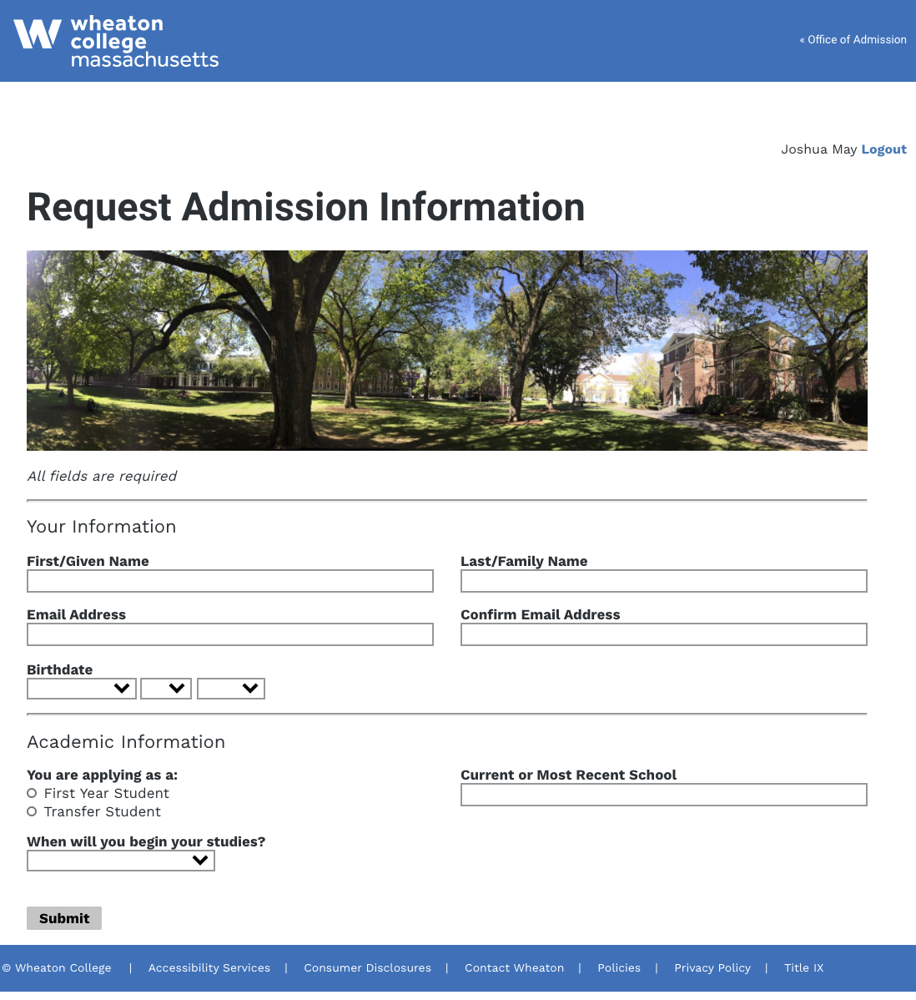 wheaton
college
massachusetts
« Office of Admission
Joshua May Logout
Request Admission Information
All fields are required
Your Information
First/Given Name
Last/Family Name
Email Address
Confirm Email Address
Birthdate
Academic Information
You are applying as a:
First Year Student
Transfer Student
Current or Most Recent School
When will you begin your studies?
Submit
© Wheaton College | Accessibility Services | Consumer Disclosures | Contact Wheaton | Policies | Privacy Policy | Title IX